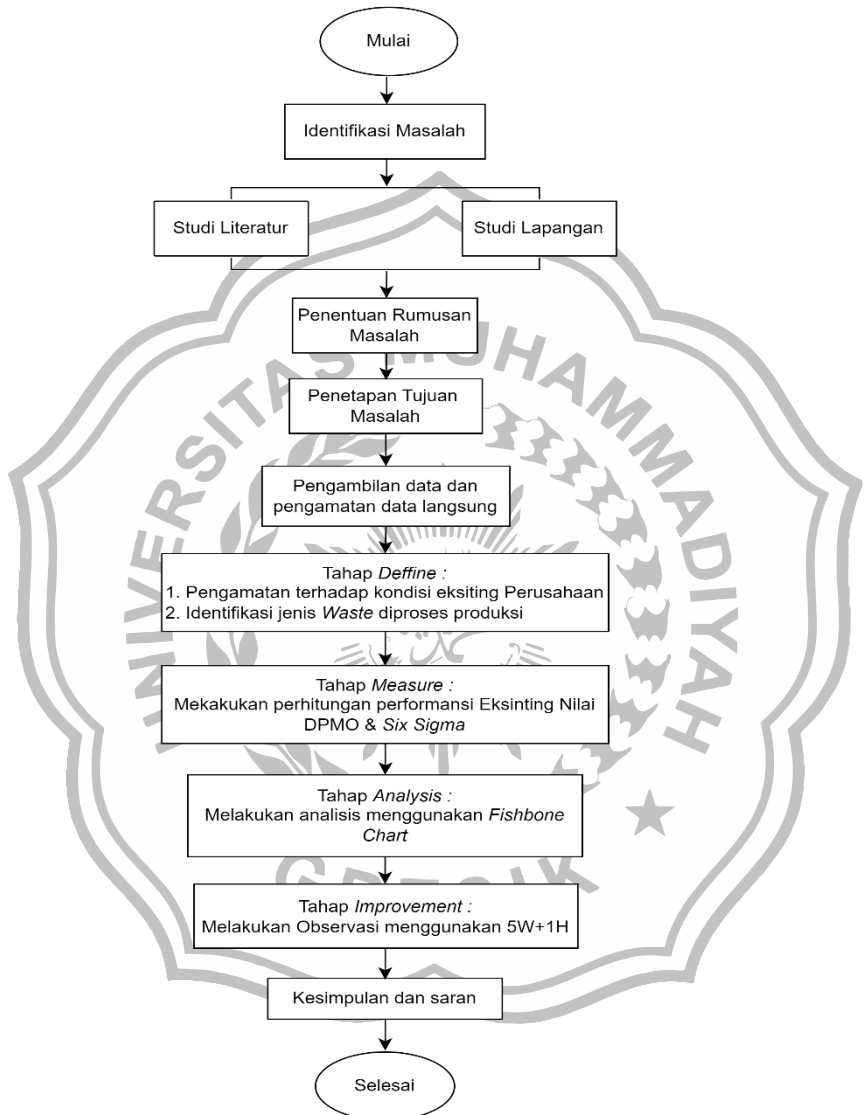 Mulai
Identifikasi Masalah
Studi Literatur
Studi Lapangan
Penentuan Rumusan
Masalah
Penetapan Tujuan
Masalah
Pengambilan data dan
pengamatan data langsung
Tahap Deffine :
1. Pengamatan terhadap kondisi eksiting Perusahaan
2. Identifikasi jenis Waste diproses produksi
Tahap Measure :
Mekakukan perhitungan performansi Eksinting Nilai
DPMO & Six Sigma
Tahap Analysis :
Melakukan analisis menggunakan Fishbone
Chart
Tahap Improvement :
Melakukan Observasi menggunakan 5W+1H
Kesimpulan dan saran
Selesai
UNIVERSITAS MUHAMMADIYAH
GRESIK